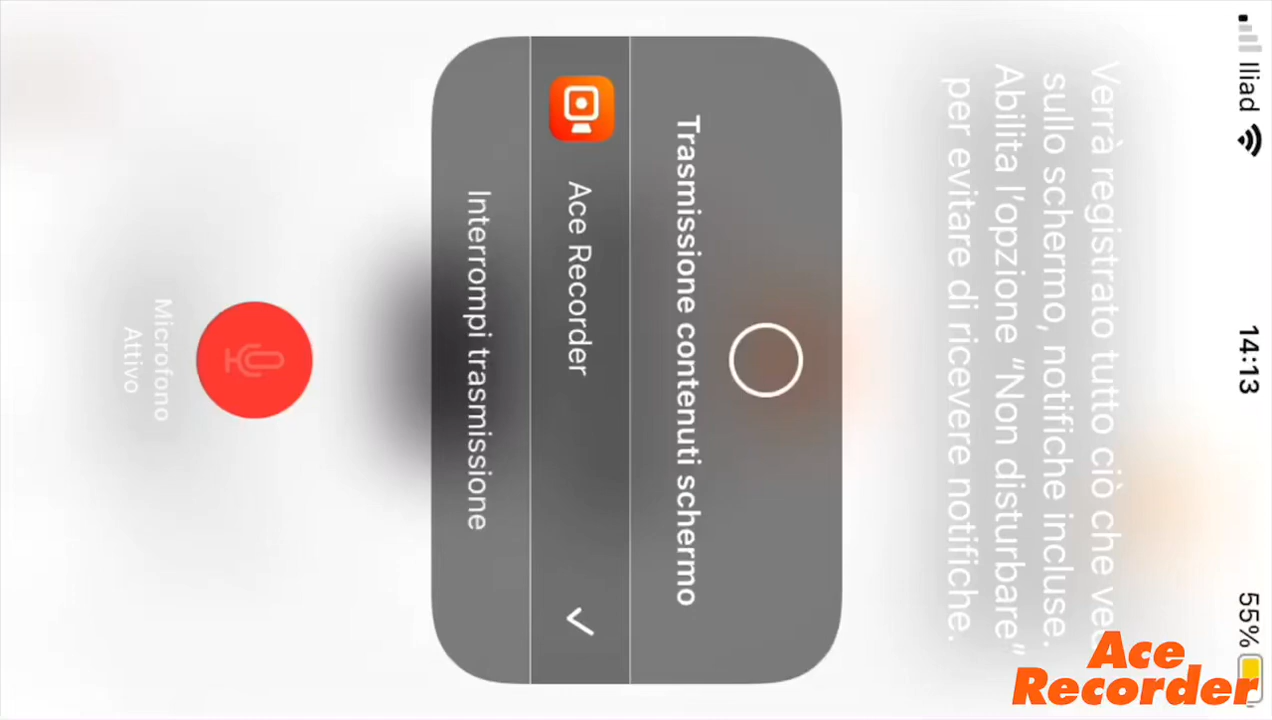 Iliad 14:13 55%
Verrà registrato tutto ciò che
sullo schermo, notifiche incluse.
Abilita l'opzione "Non disturbare"
per evitare di ricevere notifiche.
Trasmissione contenuti schermo
Ace Recorder
Interrompi trasmissione
Microfono
Attivo
Ace
Recorder